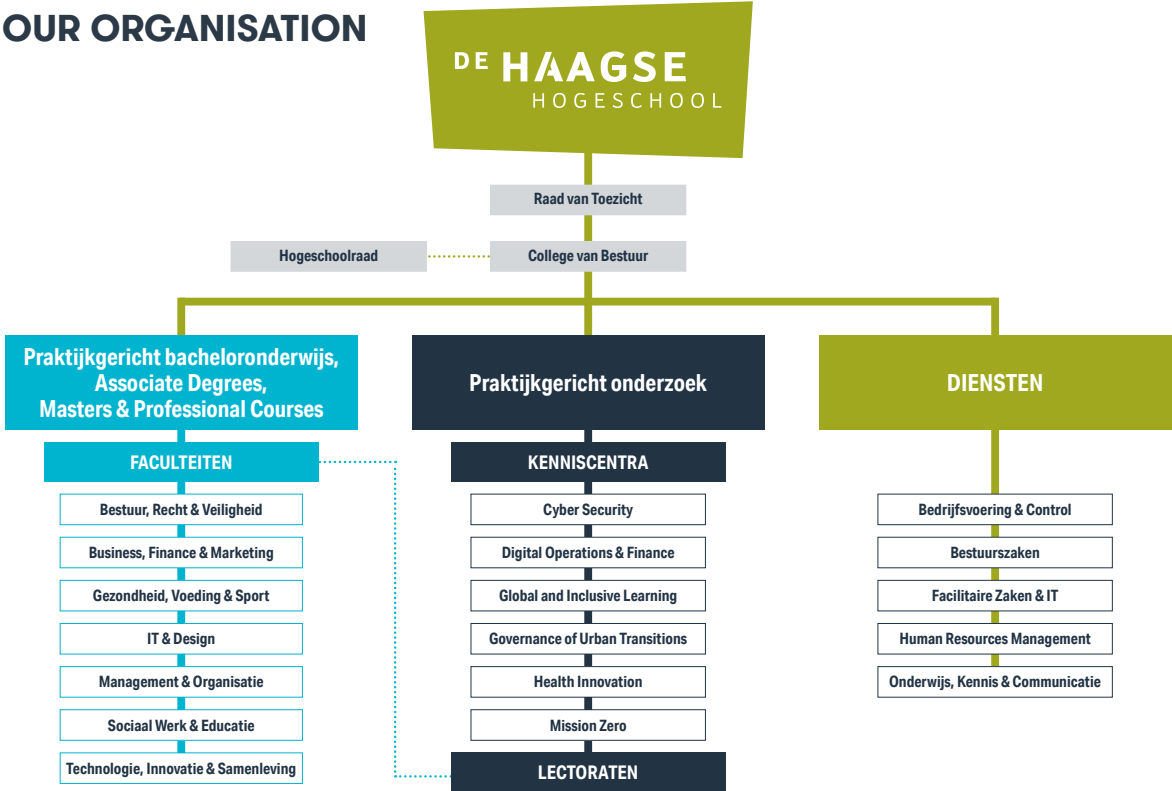 OUR ORGANISATION
DE HAAGSE
HOGESCHOOL
Raad van Toezicht
Hogeschoolraad
College van Bestuur
Praktijkgericht bacheloronderwijs,
Associate Degrees,
Masters & Professional Courses
FACULTEITEN
Bestuur, Recht & Veiligheid
Business, Finance & Marketing
Gezondheid, Voeding & Sport
IT & Design
Management & Organisatie
Sociaal Werk & Educatie
Technologie, Innovatie & Samenleving
Praktijkgericht onderzoek
KENNISCENTRA
Cyber Security
Digital Operations & Finance
Global and Inclusive Learning
Governance of Urban Transitions
Health Innovation
Mission Zero
LECTORATEN
DIENSTEN
Bedrijfsvoering & Control
Bestuurszaken
Facilitaire Zaken & IT
Human Resources Management
Onderwijs, Kennis & Communicatie